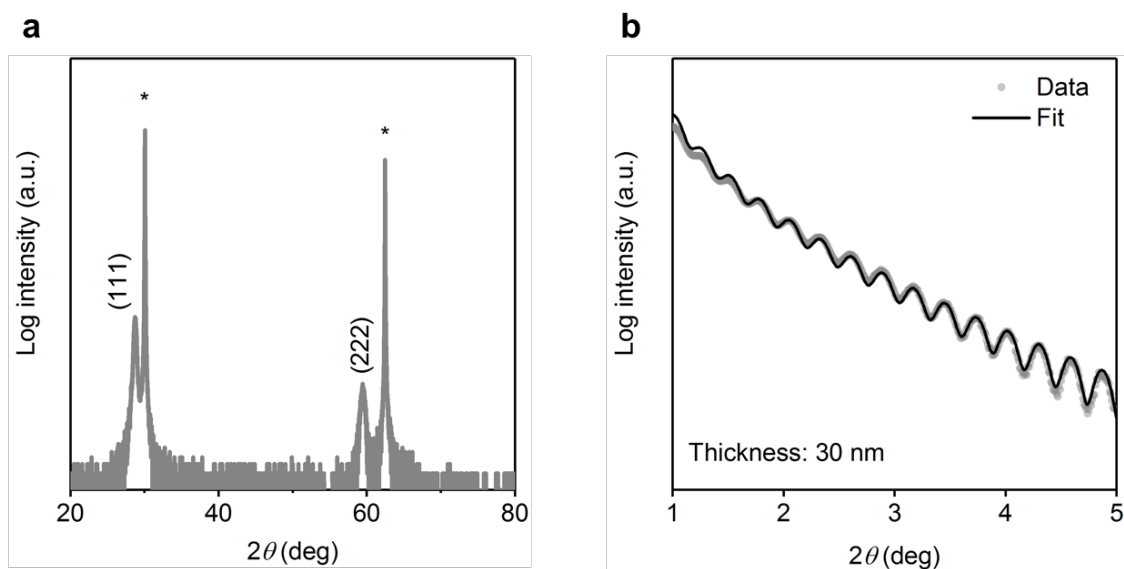 a
*
*
(111)
(222)
Log intensity (a.u.)
20
40
60
80
2θ (deg)
b
Data
Fit
Log intensity (a.u.)
Thickness: 30 nm
1
2
3
4
5
2θ (deg)